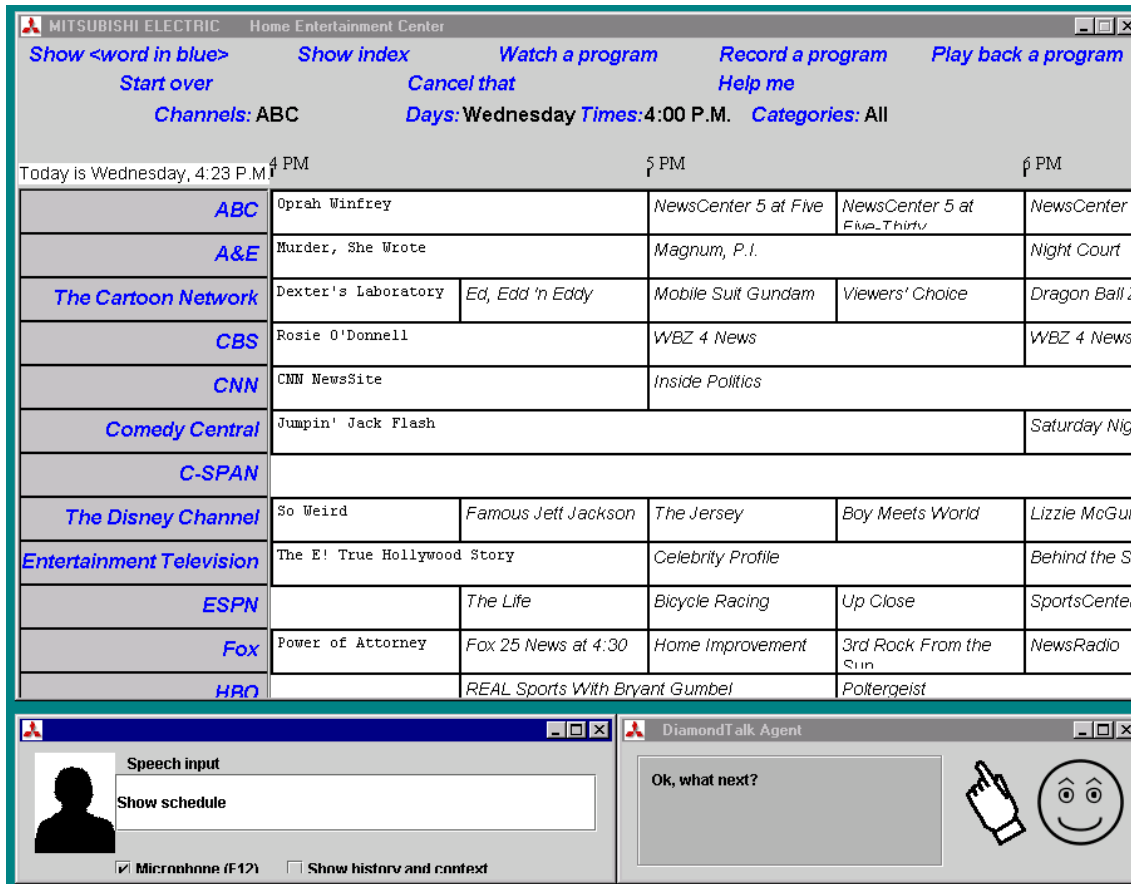 MITSUBISHI ELECTRIC Home Entertainment Center
Show <word in blue> Show index Watch a program Record a program Play back a program
Start over Cancel that Help me
Channels: ABC Days: Wednesday Times: 4:00 P.M. Categories: All
Today is Wednesday, 4:23 P.M. 4 PM 5 PM 6 PM
ABC Oprah Winfrey NewsCenter 5 at Five NewsCenter 5 at Five-Thirty NewsCenter
A&E Murder, She Wrote Magnum, P.I. Night Court
The Cartoon Network Dexter's Laboratory Ed, Edd 'n Eddy Mobile Suit Gundam Viewers' Choice Dragon Ball Z
CBS Rosie O'Donnell WBZ 4 News WBZ 4 News
CNN CNN NewsSite Inside Politics
Comedy Central Jumpin' Jack Flash Saturday Nig
C-SPAN
The Disney Channel So Weird Famous Jett Jackson The Jersey Boy Meets World Lizzie McGui
Entertainment Television The E! True Hollywood Story Celebrity Profile Behind the S
ESPN The Life Bicycle Racing Up Close SportsCenter
Fox Power of Attorney Fox 25 News at 4:30 Home Improvement 3rd Rock From the Sun NewsRadio
HBO REAL Sports With Bryant Gumbel Poltergeist
Speech input
Show schedule
Microphone (F12) Show history and context
DiamondTalk Agent
Ok, what next?